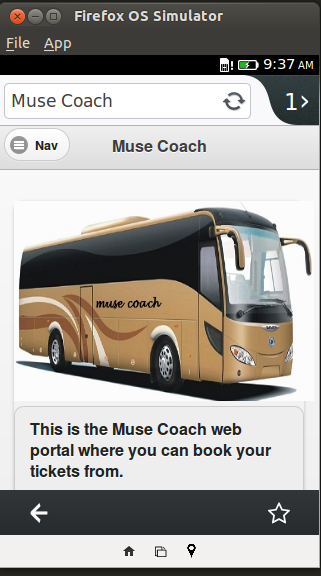 Firefox OS Simulator
File App
9:37 AM
Muse Coach
1
Nav
Muse Coach
muse coach
This is the Muse Coach web
portal where you can book your
tickets from.